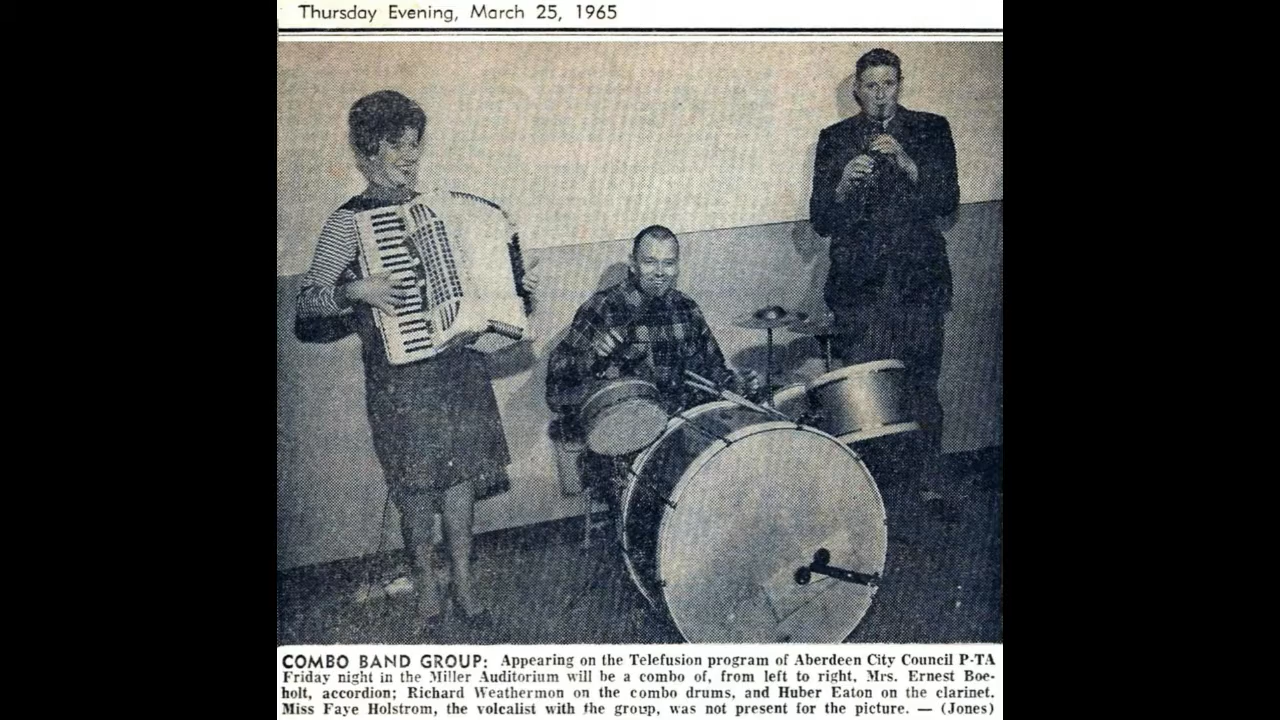 Thursday Evening, March 25, 1965
COMBO BAND GROUP: Appearing on the Telefusion program of Aberdeen City Council P-TA
Friday night in the Miller Auditorium will be a combo of, from left to right, Mrs. Ernest Boe-
holt, accordion; Richard Weathermon on the combo drums, and Huber Eaton on the clarinet.
Miss Faye Holstrom, the volcalist with the group, was not present for the picture. — (Jones)